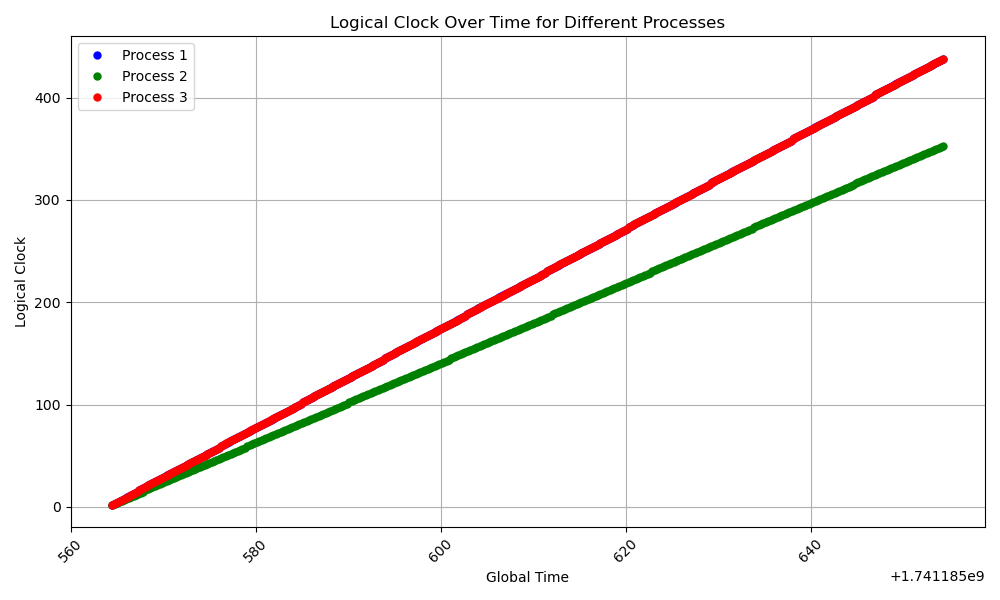 Logical Clock Over Time for Different Processes
Process 1
Process 2
Process 3
Logical Clock
400
300
200
100
0
560
580
600
620
640
Global Time
+1.741185e9